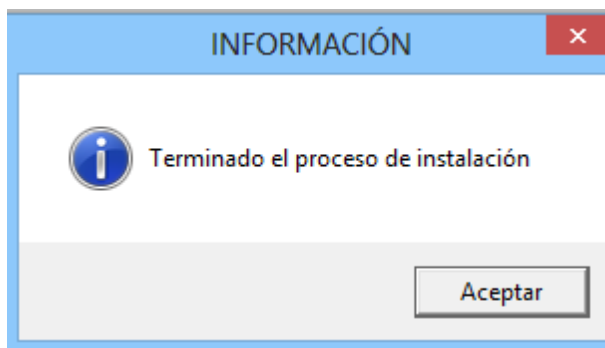 INFORMACIÓN
Terminado el proceso de instalación
Aceptar